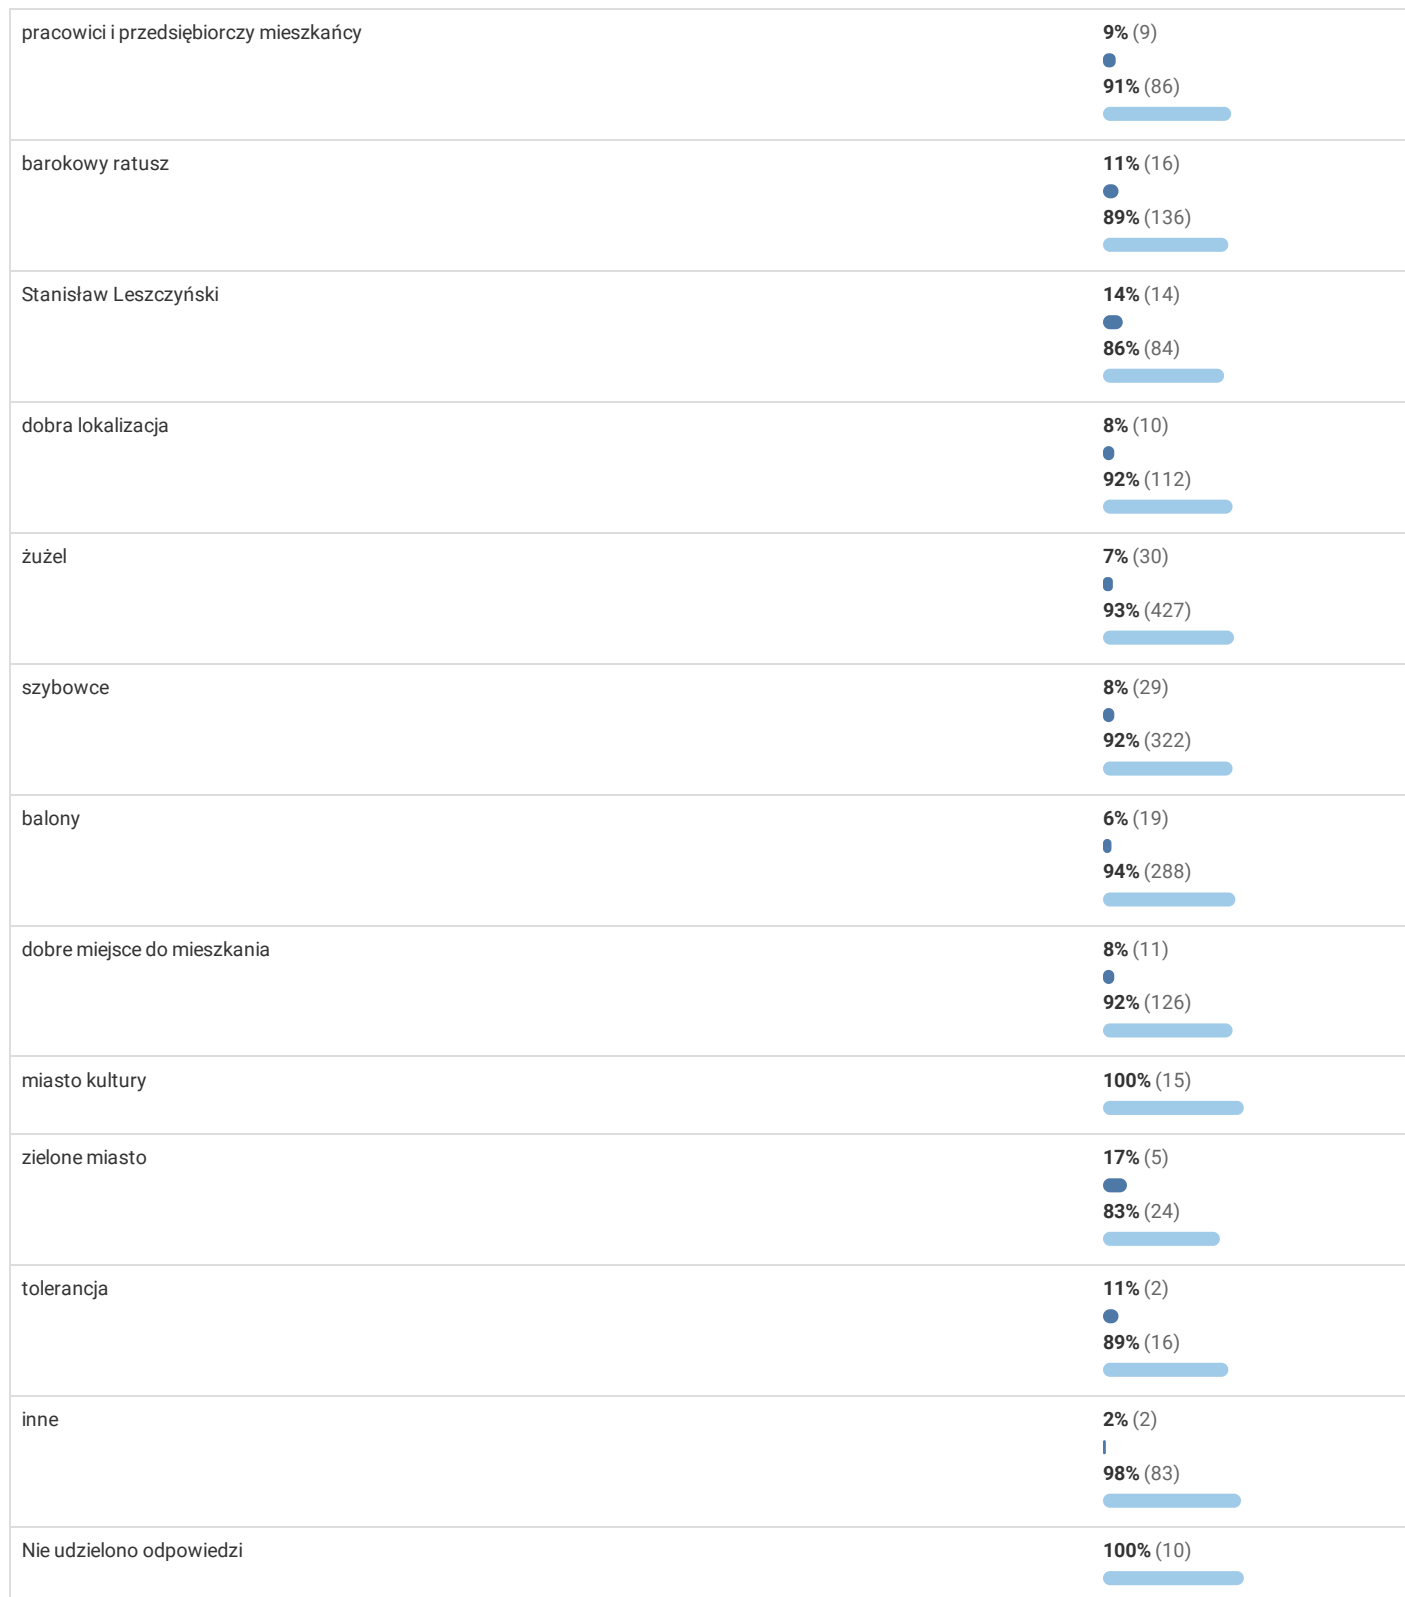 pracowici i przedsiębiorczy mieszkańcy
9% (9)
91% (86)
barokowy ratusz
11% (16)
89% (136)
Stanisław Leszczyński
14% (14)
86% (84)
dobra lokalizacja
8% (10)
92% (112)
żużel
7% (30)
93% (427)
szybowce
8% (29)
92% (322)
balony
6% (19)
94% (288)
dobre miejsce do mieszkania
8% (11)
92% (126)
miasto kultury
100% (15)
zielone miasto
17% (5)
83% (24)
tolerancja
11% (2)
89% (16)
inne
2% (2)
98% (83)
Nie udzielono odpowiedzi
100% (10)